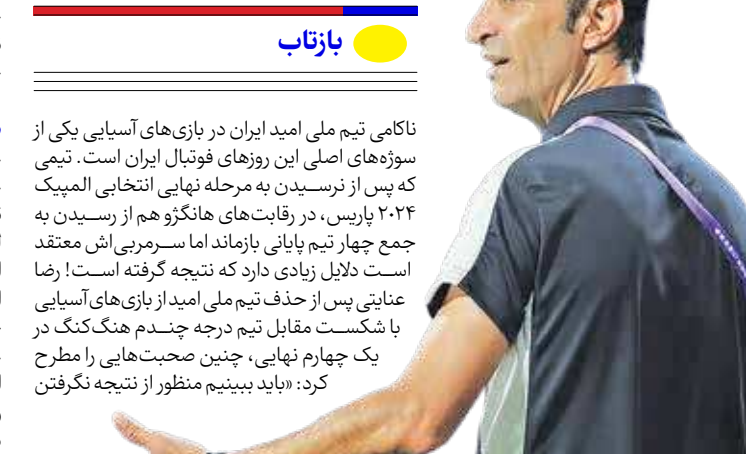 بازتاب
ناکامی تیم ملی امید ایران در بازی‌های آسیایی یکی از
سوژه‌های اصلی این روزهای فوتبال ایران است. تیمی
که پس از نرسیدن به مرحله نهایی انتخابی المپیک
۲۰۲۴ پاریس، در رقابت‌های هانگژو هم از رسیدن به
جمع چهار تیم پایانی بازماند اما سرمربی‌اش معتقد
است دلایل زیادی دارد که نتیجه گرفته است! رضا
عنایتی پس از حذف تیم ملی امید از بازی‌های آسیایی
با شکست مقابل تیم درجه چندم هنگ‌کنگ در
یک چهارم نهایی، چنین صحبت‌هایی را مطرح
کرد: «باید ببینیم منظور از نتیجه نگرفتن